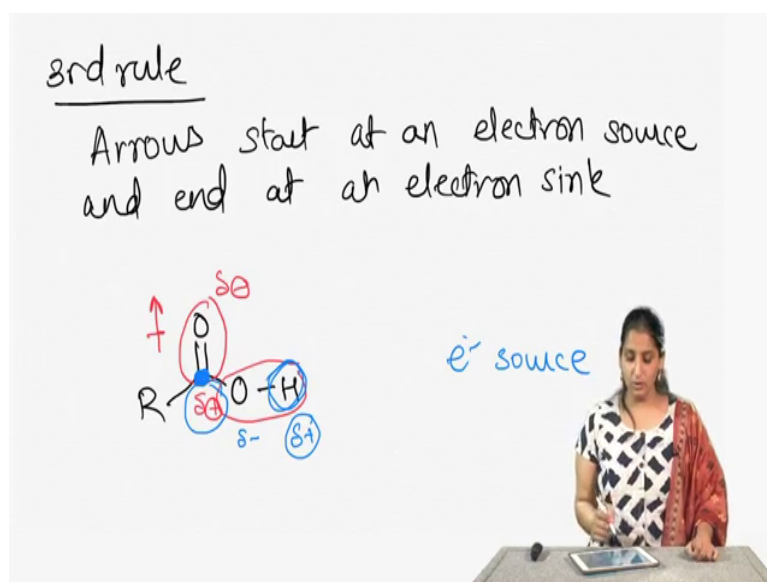 3rd rule
Arrows start at an electron source
and end at an electron sink
δ⊖
O
R δ⊕ O - H
δ- δ+
e- source